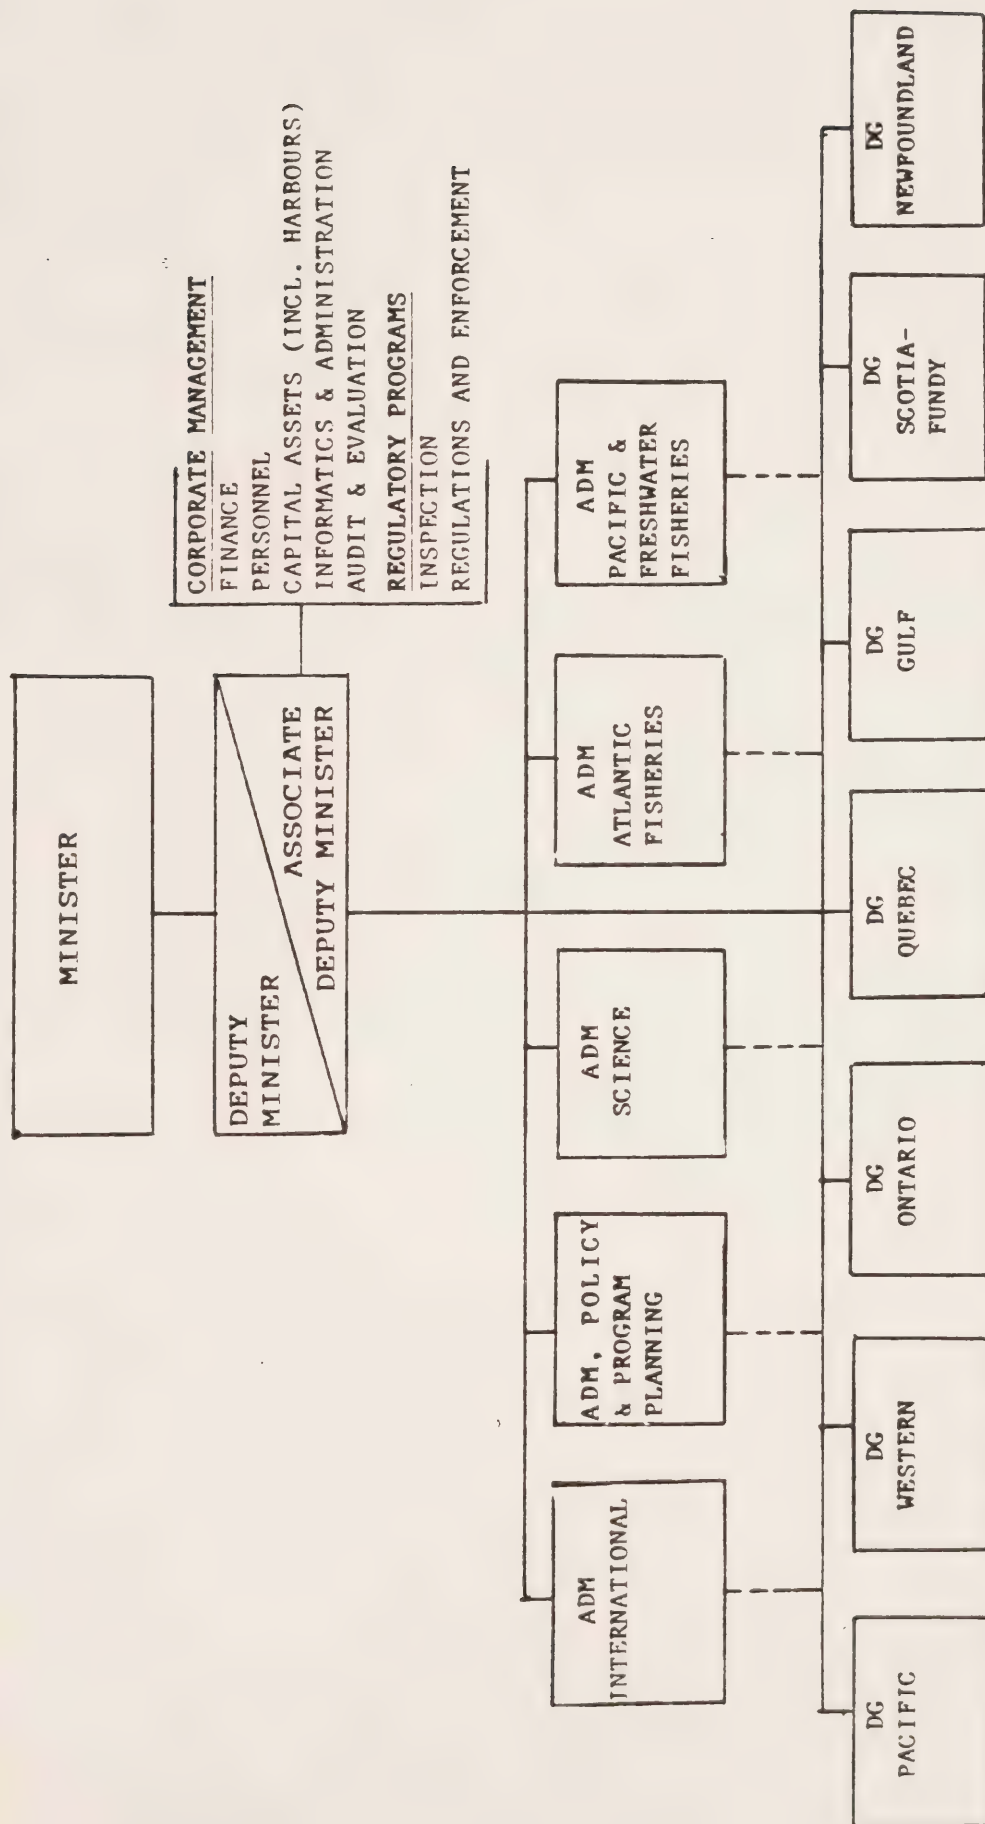 MINISTER
DEPUTY
MINISTER
ASSOCIATE
DEPUTY MINISTER
CORPORATE MANAGEMENT
FINANCE
PERSONNEL
CAPITAL ASSETS (INCL. HARBOURS)
INFORMATICS & ADMINISTRATION
AUDIT & EVALUATION
REGULATORY PROGRAMS
INSPECTION
REGULATIONS AND ENFORCEMENT
ADM
INTERNATIONAL
ADM, POLICY
& PROGRAM
PLANNING
ADM
SCIENCE
ADM
ATLANTIC
FISHERIES
ADM
PACIFIC &
FRESHWATER
FISHERIES
DG
PACIFIC
DG
WESTERN
DG
ONTARIO
DG
QUEBEC
DG
GULF
DG
SCOTIA-
FUNDY
DG
NEWFOUNDLAND